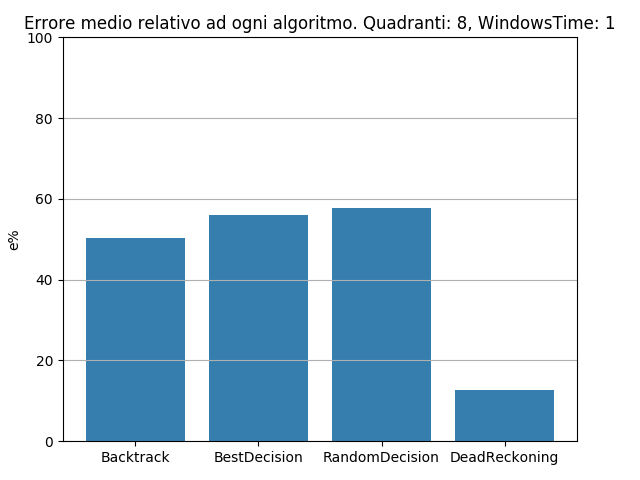 Errore medio relativo ad ogni algoritmo. Quadranti: 8, WindowsTime: 1
100
80
60
40
20
0
e%
Backtrack BestDecision RandomDecision DeadReckoning